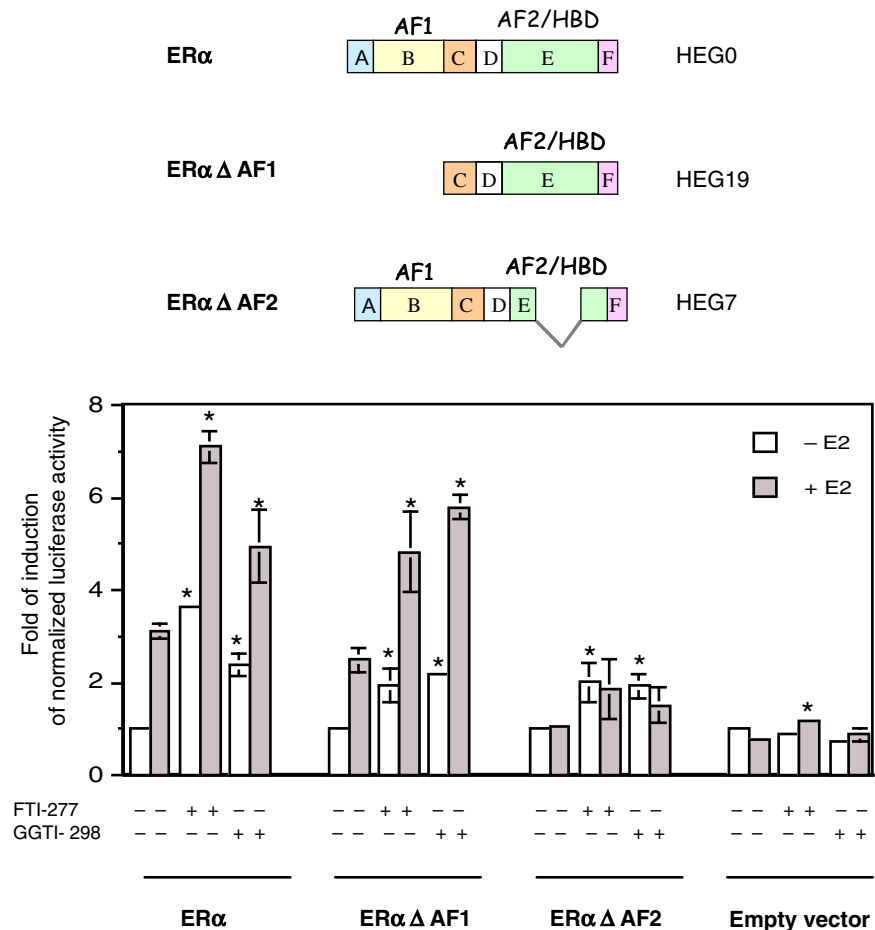 AF1 AF2/HBD
ERα A B C D E F HEG0
AF2/HBD
ERα Δ AF1 C D E F HEG19
AF1 AF2/HBD
ERα Δ AF2 A B C D E F HEG7
Fold of induction
of normalized luciferase activity
8
6
4
2
0
– E2
+ E2
* * * *
* * * *
* *
*
FTI-277 – – + + – – – – + + – – – – + + – – – – + + – –
GGTI- 298 – – – – + + – – – – + + – – – – + + – – – – + +
ERα ERα Δ AF1 ERα Δ AF2 Empty vector